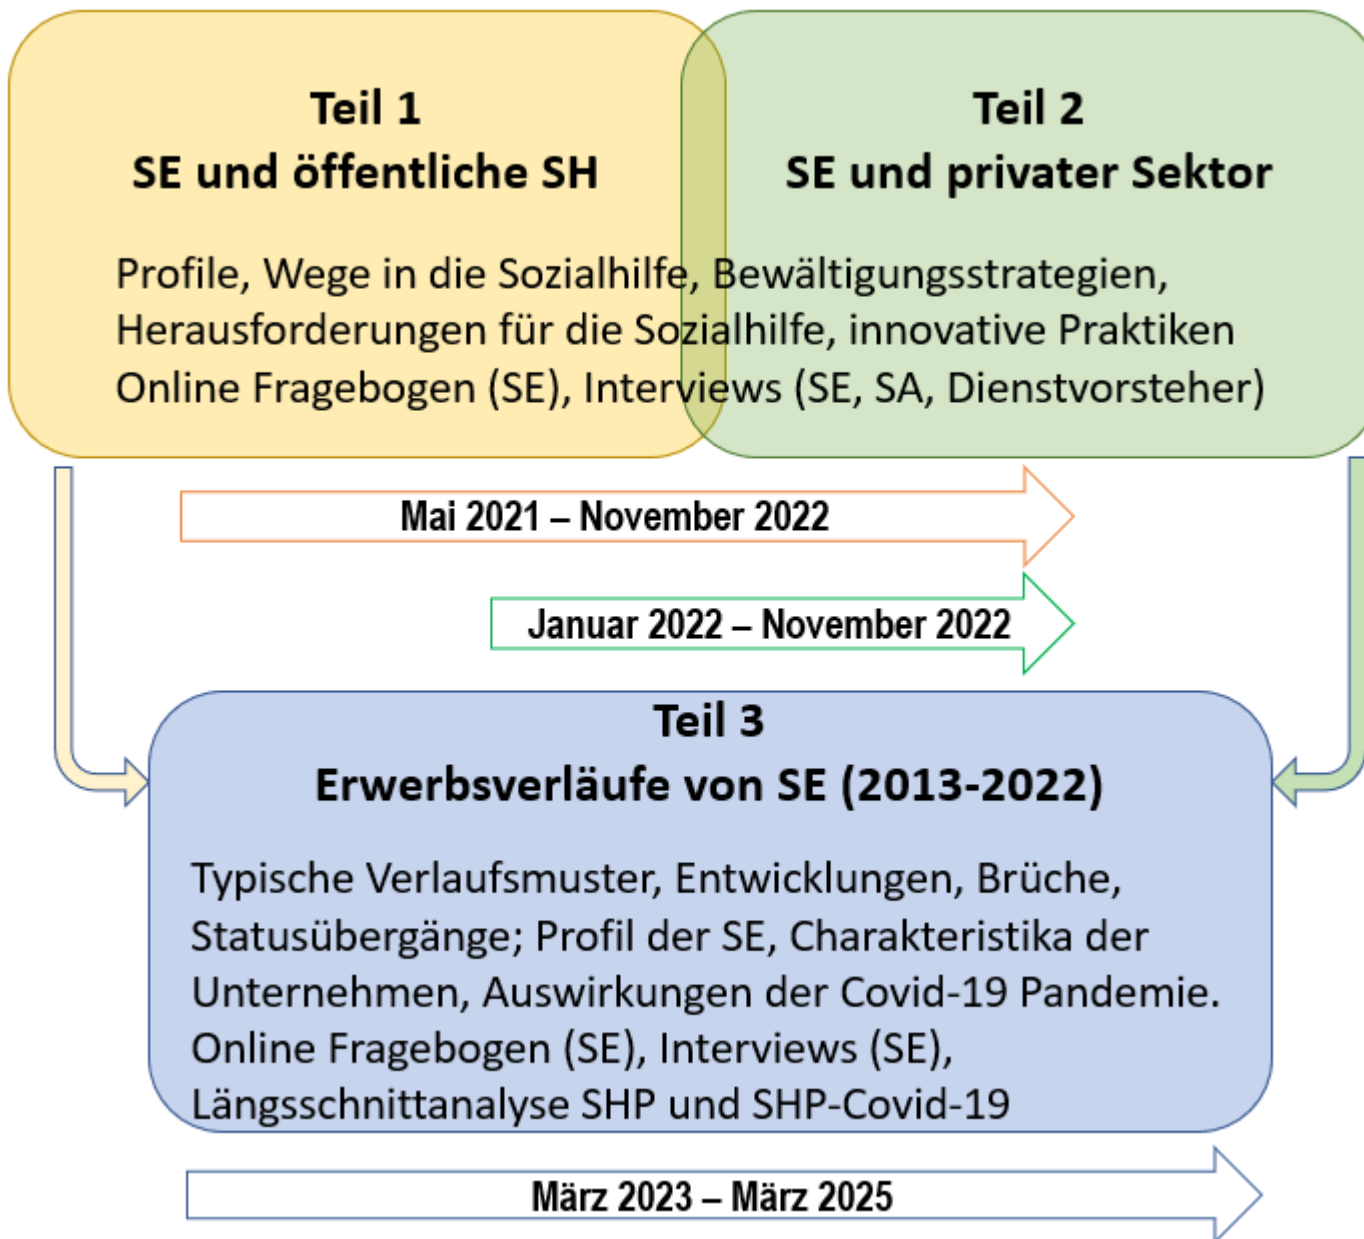 Teil 1
SE und öffentliche SH
Teil 2
SE und privater Sektor
Profile, Wege in die Sozialhilfe, Bewältigungsstrategien,
Herausforderungen für die Sozialhilfe, innovative Praktiken
Online Fragebogen (SE), Interviews (SE, SA, Dienstvorsteher)
Mai 2021 – November 2022
Januar 2022 – November 2022
Teil 3
Erwerbsverläufe von SE (2013-2022)
Typische Verlaufsmuster, Entwicklungen, Brüche,
Statusübergänge; Profil der SE, Charakteristika der
Unternehmen, Auswirkungen der Covid-19 Pandemie.
Online Fragebogen (SE), Interviews (SE),
Längsschnittanalyse SHP und SHP-Covid-19
März 2023 – März 2025